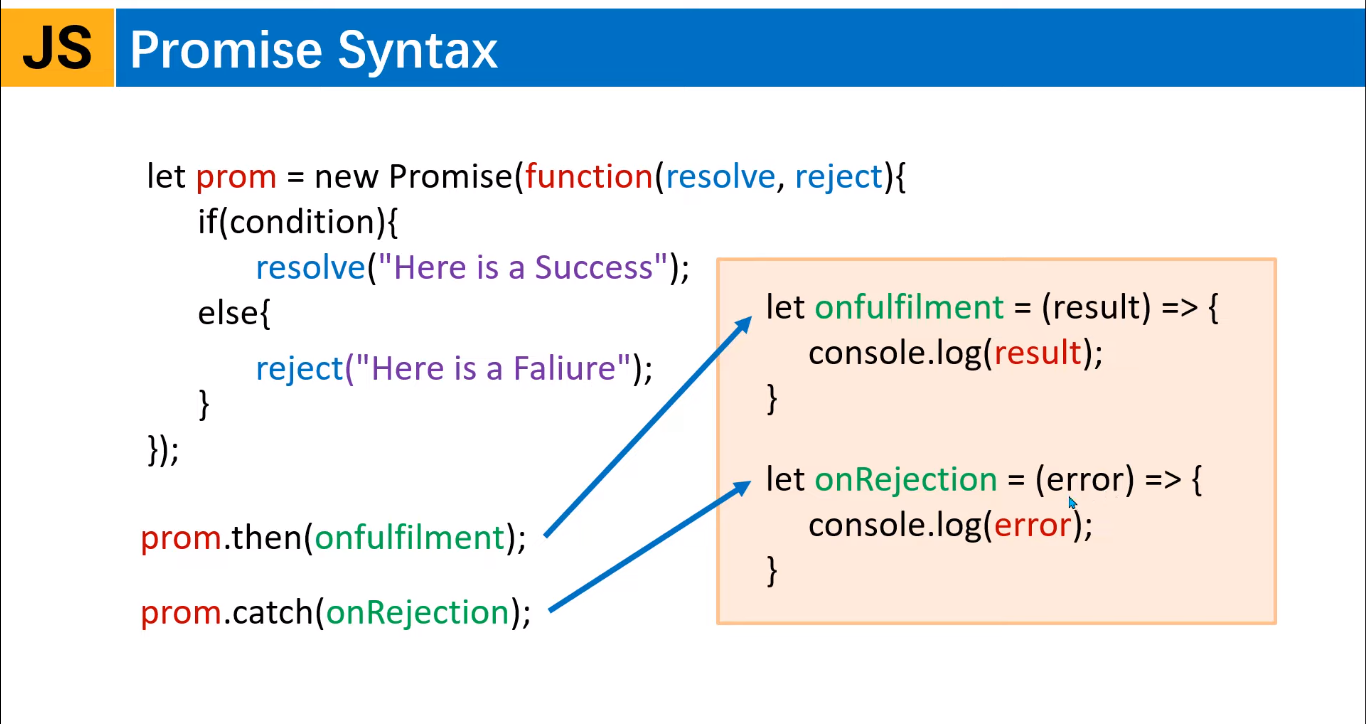 JS Promise Syntax
let prom = new Promise(function(resolve, reject){
if(condition){
resolve("Here is a Success");
else{
reject("Here is a Faliure");
}
});
prom.then(onfulfilment);
prom.catch(onRejection);
let onfulfilment = (result) => {
console.log(result);
}
let onRejection = (error) => {
console.log(error);
}